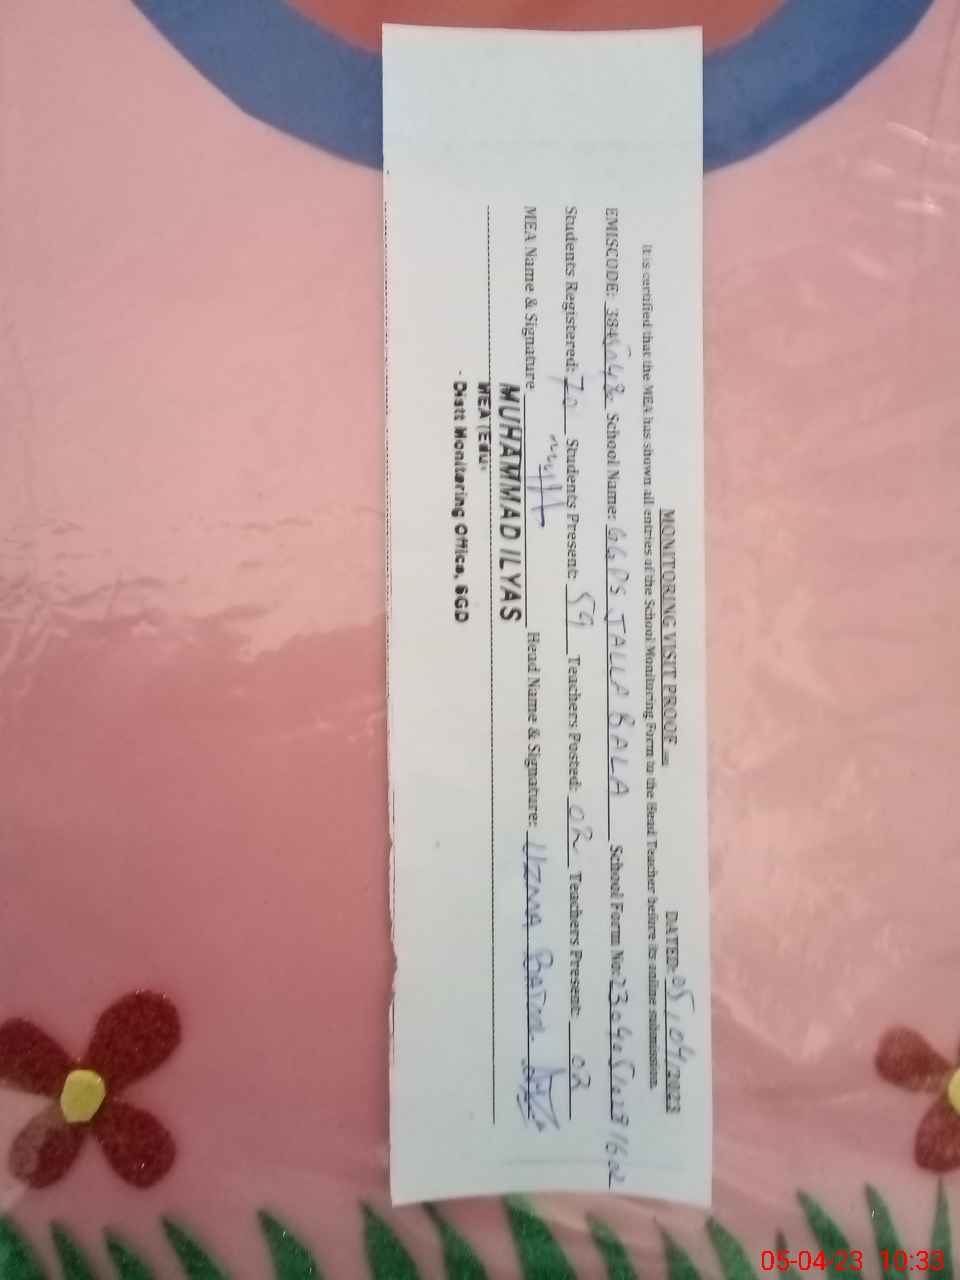 MONITORING VISIT PROOF DATED: 05/04/2023
It is certified that the MEA has shown all entries of the School Monitoring Form to the Head Teacher before its online submission.
EMISCODE: School Name: GGPS JALLA BALA School Form No:
Students Registered: 70 Students Present: 59 Teachers Posted: 02 Teachers Present: 02
MEA Name & Signature Head Name & Signature: UZMA BATOOL
MUHAMMAD ILYAS
MEA (Edu.
Distt Monitoring Office, SGD
05-04-23 10:33